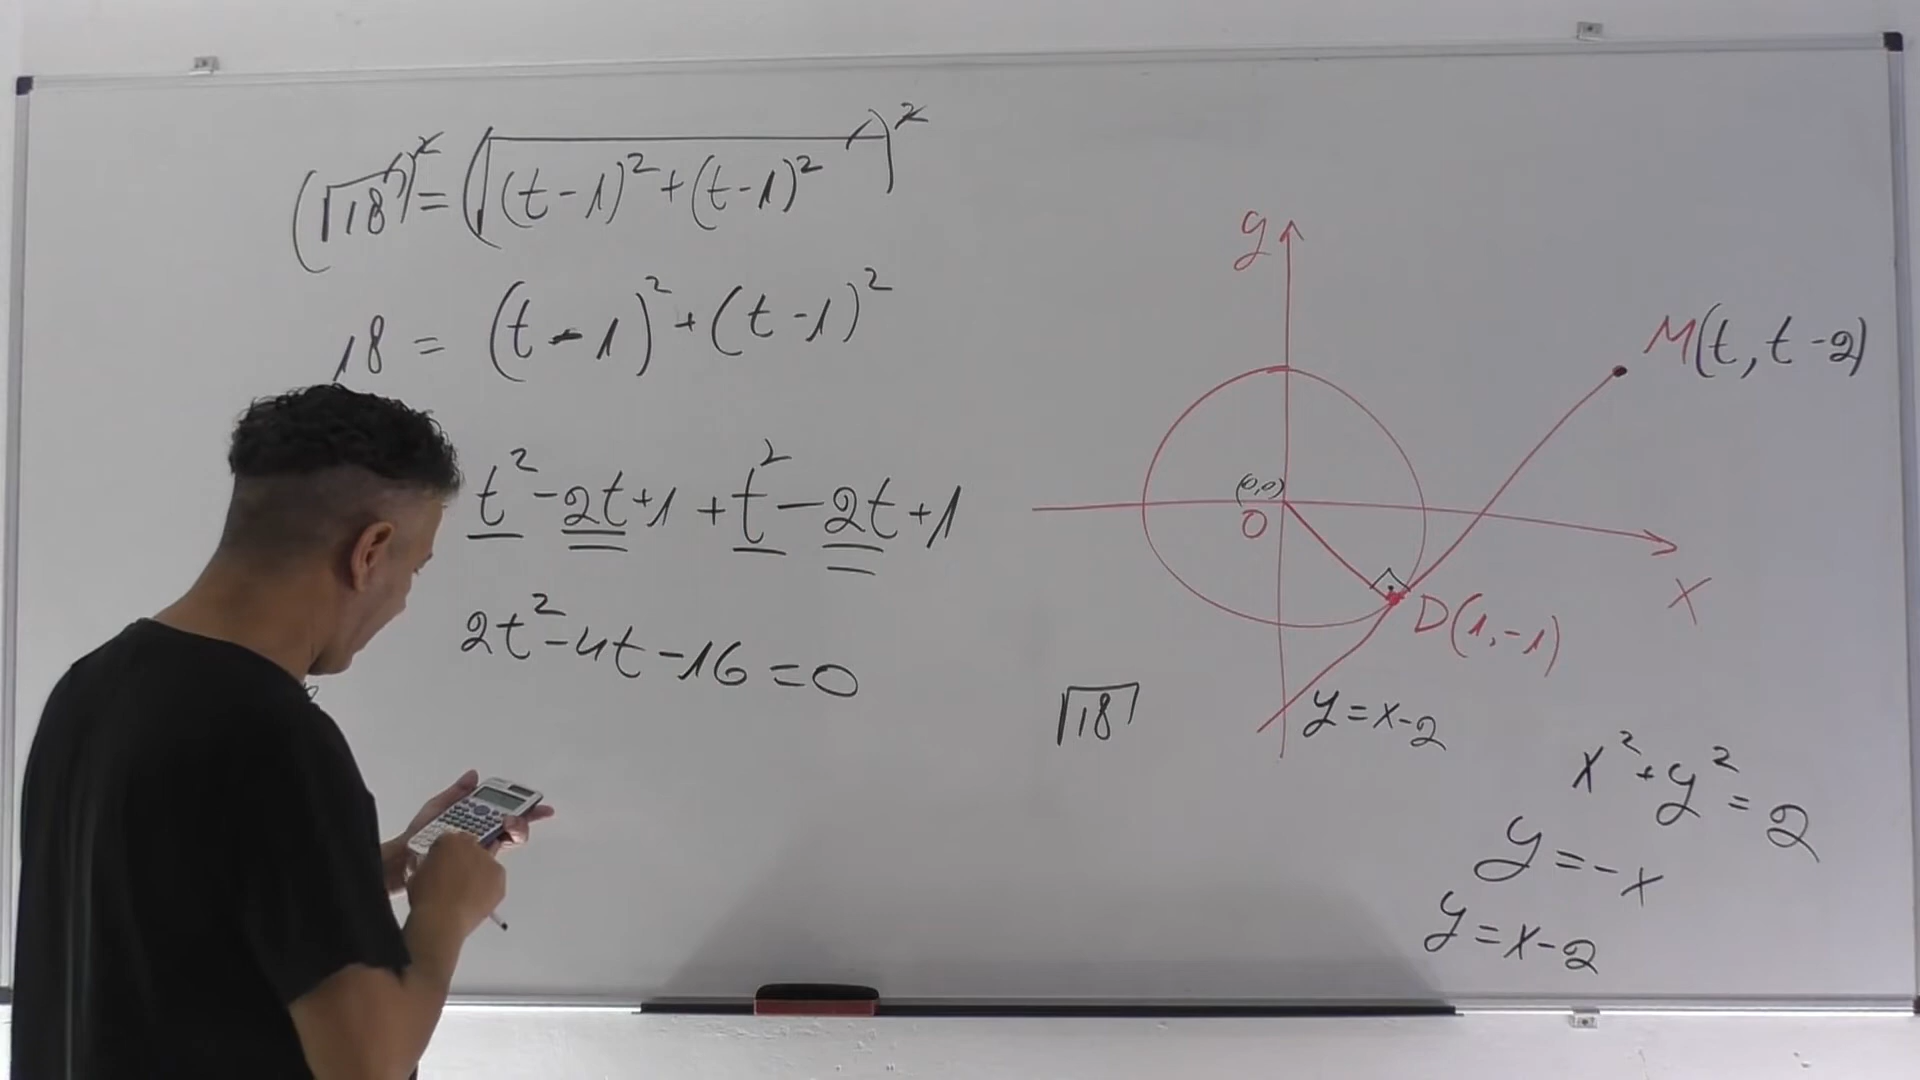 (√18)² = (√(t-1)²+(t-1)²)²
18 = (t-1)²+(t-1)²
t²-2t+1+t²-2t+1
2t²-4t-16=0
y
M(t, t-2)
(0,0)
O
x
D(1,-1)
√18
y=x-2
x²+y²=2
y=-x
y=x-2